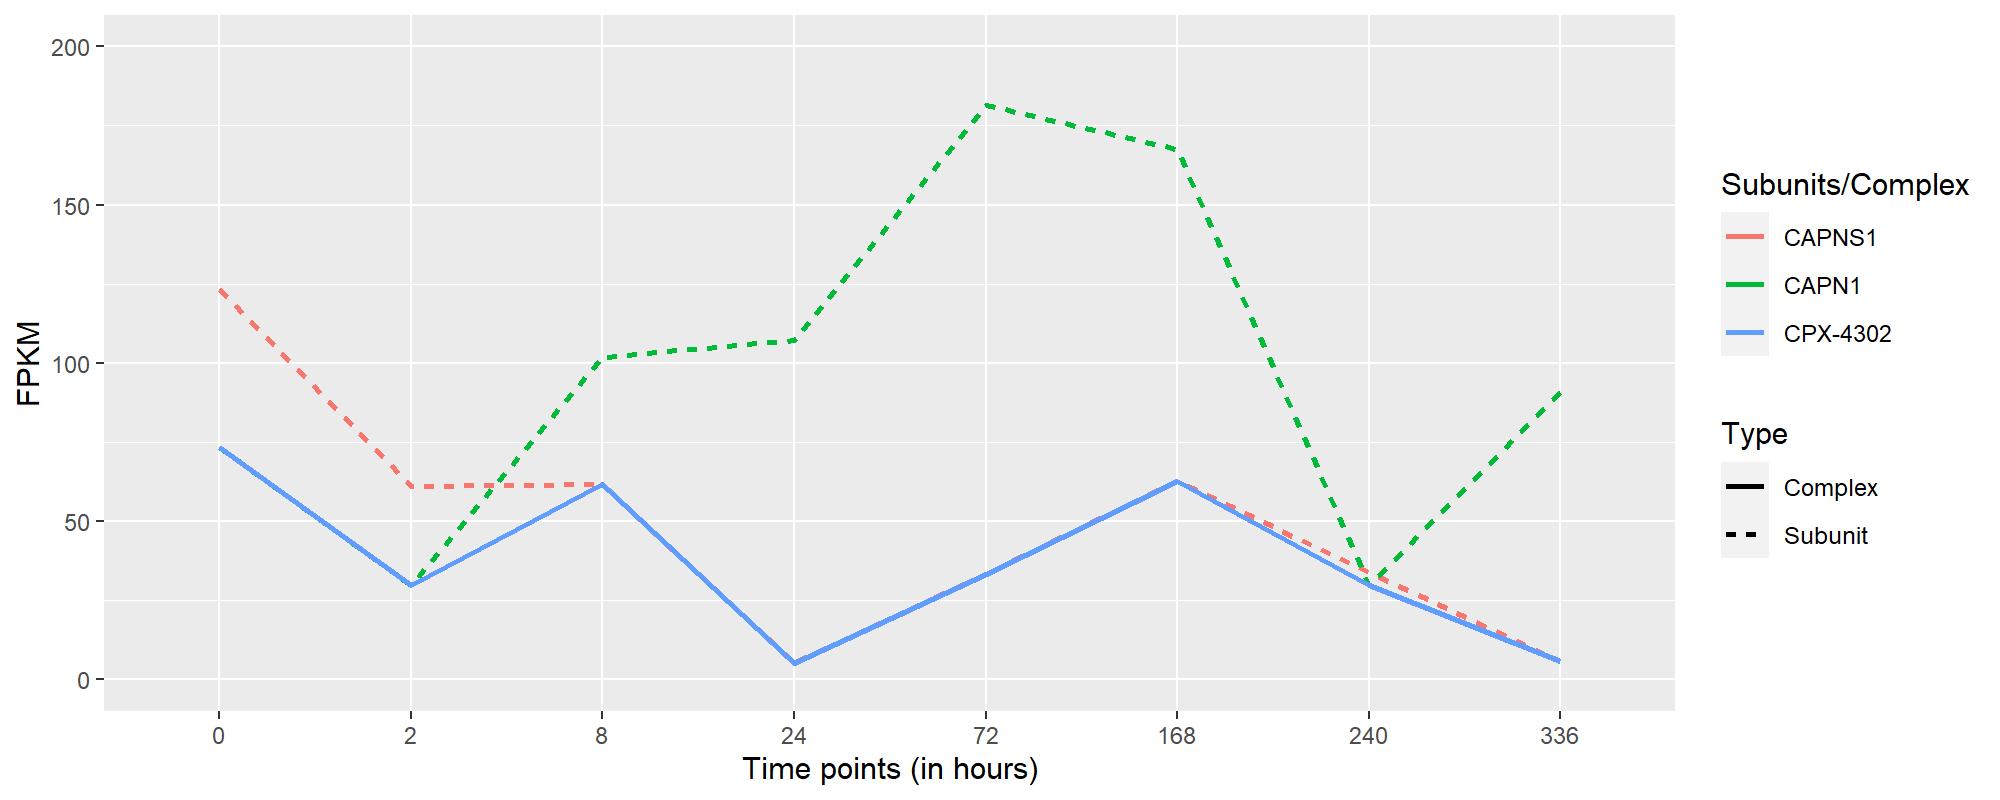 200
150
100
50
0
FPKM
0 2 8 24 72 168 240 336
Time points (in hours)
Subunits/Complex
CAPNS1
CAPN1
CPX-4302
Type
Complex
Subunit